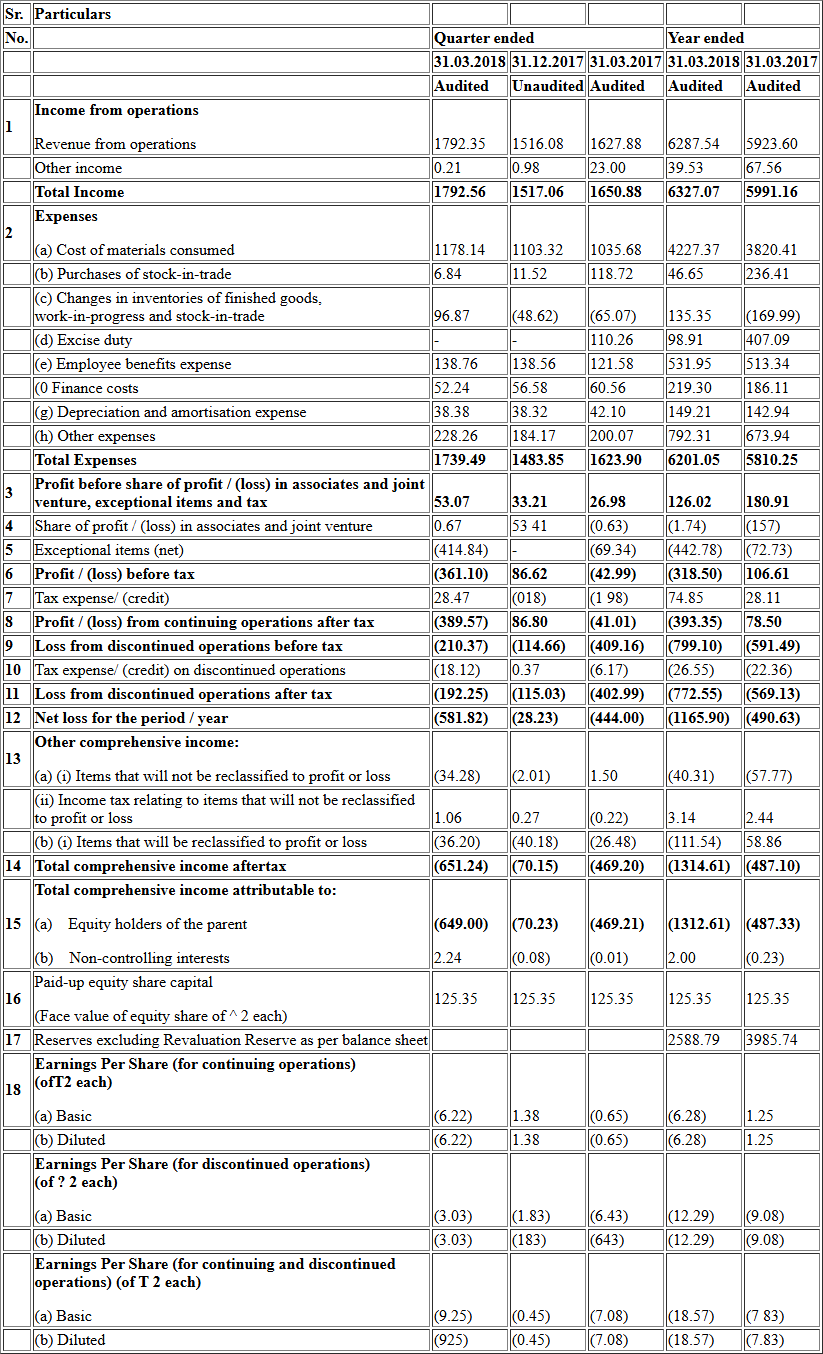 Sr. Particulars
No. Quarter ended Year ended
31.03.2018 31.12.2017 31.03.2017 31.03.2018 31.03.2017
Audited Unaudited Audited Audited Audited
1 Income from operations
Revenue from operations 1792.35 1516.08 1627.88 6287.54 5923.60
Other income 0.21 0.98 23.00 39.53 67.56
Total Income 1792.56 1517.06 1650.88 6327.07 5991.16
2 Expenses
(a) Cost of materials consumed 1178.14 1103.32 1035.68 4227.37 3820.41
(b) Purchases of stock-in-trade 6.84 11.52 118.72 46.65 236.41
(c) Changes in inventories of finished goods,
work-in-progress and stock-in-trade 96.87 (48.62) (65.07) 135.35 (169.99)
(d) Excise duty - - 110.26 98.91 407.09
(e) Employee benefits expense 138.76 138.56 121.58 531.95 513.34
(0 Finance costs 52.24 56.58 60.56 219.30 186.11
(g) Depreciation and amortisation expense 38.38 38.32 42.10 149.21 142.94
(h) Other expenses 228.26 184.17 200.07 792.31 673.94
Total Expenses 1739.49 1483.85 1623.90 6201.05 5810.25
3 Profit before share of profit / (loss) in associates and joint
venture, exceptional items and tax 53.07 33.21 26.98 126.02 180.91
4 Share of profit / (loss) in associates and joint venture 0.67 53 41 (0.63) (1.74) (157)
5 Exceptional items (net) (414.84) - (69.34) (442.78) (72.73)
6 Profit / (loss) before tax (361.10) 86.62 (42.99) (318.50) 106.61
7 Tax expense/ (credit) 28.47 (018) (1 98) 74.85 28.11
8 Profit / (loss) from continuing operations after tax (389.57) 86.80 (41.01) (393.35) 78.50
9 Loss from discontinued operations before tax (210.37) (114.66) (409.16) (799.10) (591.49)
10 Tax expense/ (credit) on discontinued operations (18.12) 0.37 (6.17) (26.55) (22.36)
11 Loss from discontinued operations after tax (192.25) (115.03) (402.99) (772.55) (569.13)
12 Net loss for the period / year (581.82) (28.23) (444.00) (1165.90) (490.63)
13 Other comprehensive income:
(a) (i) Items that will not be reclassified to profit or loss (34.28) (2.01) 1.50 (40.31) (57.77)
(ii) Income tax relating to items that will not be reclassified
to profit or loss 1.06 0.27 (0.22) 3.14 2.44
(b) (i) Items that will be reclassified to profit or loss (36.20) (40.18) (26.48) (111.54) 58.86
14 Total comprehensive income aftertax (651.24) (70.15) (469.20) (1314.61) (487.10)
Total comprehensive income attributable to:
15 (a) Equity holders of the parent (649.00) (70.23) (469.21) (1312.61) (487.33)
(b) Non-controlling interests 2.24 (0.08) (0.01) 2.00 (0.23)
16 Paid-up equity share capital 125.35 125.35 125.35 125.35 125.35
(Face value of equity share of ^ 2 each)
17 Reserves excluding Revaluation Reserve as per balance sheet 2588.79 3985.74
18 Earnings Per Share (for continuing operations)
(ofT2 each)
(a) Basic (6.22) 1.38 (0.65) (6.28) 1.25
(b) Diluted (6.22) 1.38 (0.65) (6.28) 1.25
Earnings Per Share (for discontinued operations)
(of ? 2 each)
(a) Basic (3.03) (1.83) (6.43) (12.29) (9.08)
(b) Diluted (3.03) (183) (643) (12.29) (9.08)
Earnings Per Share (for continuing and discontinued
operations) (of T 2 each)
(a) Basic (9.25) (0.45) (7.08) (18.57) (7 83)
(b) Diluted (925) (0.45) (7.08) (18.57) (7.83)